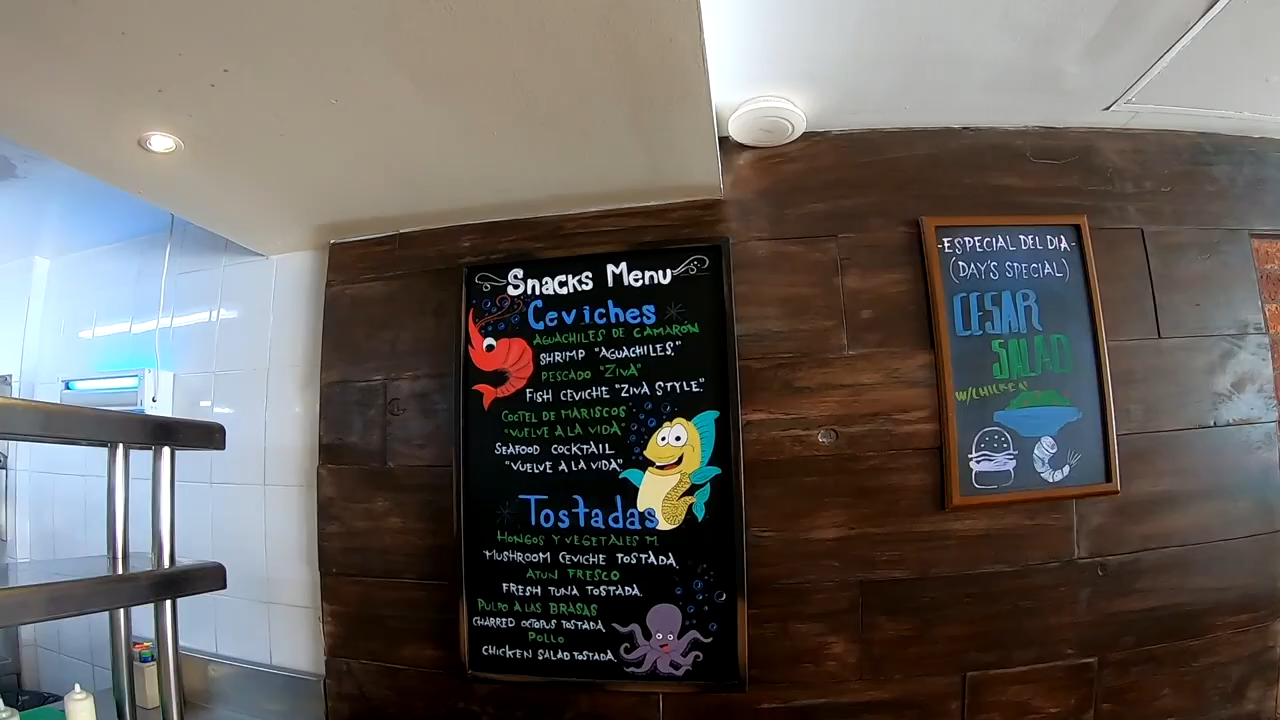 Snacks Menu
Ceviches
AGUACHILES DE CAMARÓN
SHRIMP "AGUACHILES."
PESCADO "ZIVA"
FISH CEVICHE "ZIVA STYLE."
COCTEL DE MARISCOS
"VUELVE A LA VIDA"
SEAFOOD COCKTAIL
"VUELVE A LA VIDA"
Tostadas
HONGOS Y VEGETALES M
MUSHROOM CEVICHE TOSTADA
ATUN FRESCO
FRESH TUNA TOSTADA.
PULPO A LAS BRASAS
CHARRED OCTOPUS TOSTADA
POLLO
CHICKEN SALAD TOSTADA.
-ESPECIAL DEL DIA-
(DAY'S SPECIAL)
CESAR
SALAD
W/CHICKEN